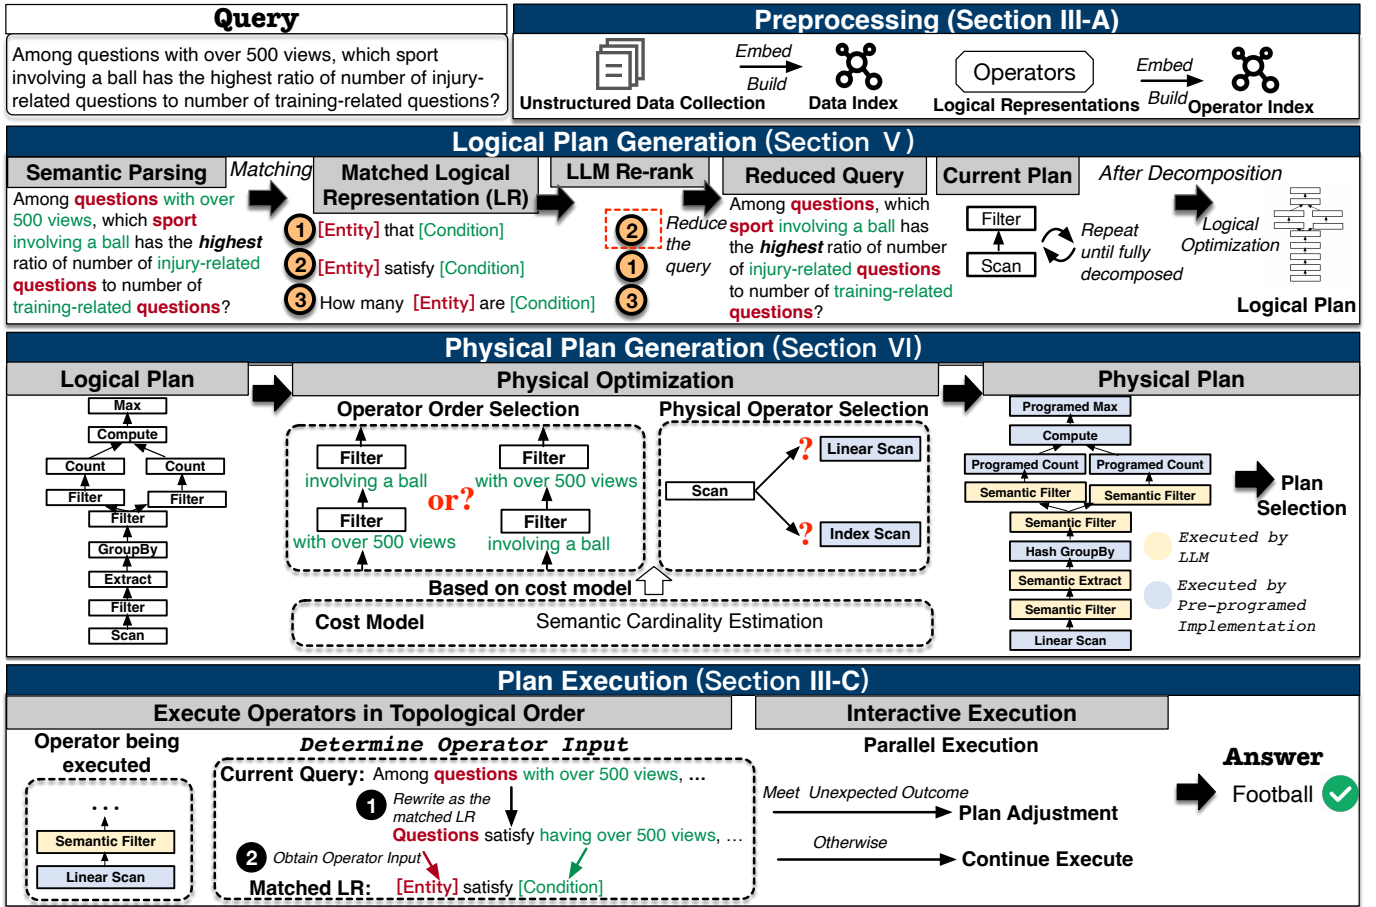 Query
Among questions with over 500 views, which sport
involving a ball has the highest ratio of number of injury-
related questions to number of training-related questions?
Preprocessing (Section III-A)
Unstructured Data Collection
Embed
Build
Data Index
Operators
Logical Representations
Embed
Build
Operator Index
Logical Plan Generation (Section V)
Semantic Parsing
Among questions with over
500 views, which sport
involving a ball has the highest
ratio of number of injury-related
questions to number of
training-related questions?
Matching
Matched Logical
Representation (LR)
1 [Entity] that [Condition]
2 [Entity] satisfy [Condition]
3 How many [Entity] are [Condition]
LLM Re-rank
2
1
3
Reduce
the
query
Reduced Query
Among questions, which
sport involving a ball has
the highest ratio of number
of injury-related questions
to number of training-related
questions?
Current Plan
Filter
Scan
Repeat
until fully
decomposed
After Decomposition
Logical
Optimization
Logical Plan
Physical Plan Generation (Section VI)
Logical Plan
Max
Compute
Count
Count
Filter
Filter
Filter
GroupBy
Extract
Filter
Scan
Physical Optimization
Operator Order Selection
Filter
involving a ball
Filter
with over 500 views
or?
Filter
with over 500 views
Filter
involving a ball
Physical Operator Selection
Scan
? Linear Scan
? Index Scan
Based on cost model
Cost Model
Semantic Cardinality Estimation
Physical Plan
Programed Max
Compute
Programed Count
Programed Count
Semantic Filter
Semantic Filter
Semantic Filter
Hash GroupBy
Semantic Extract
Semantic Filter
Linear Scan
Plan
Selection
Executed by
LLM
Executed by
Pre-programed
Implementation
Plan Execution (Section III-C)
Execute Operators in Topological Order
Operator being
executed
...
Semantic Filter
Linear Scan
Determine Operator Input
Current Query: Among questions with over 500 views, ...
1 Rewrite as the
matched LR
Questions satisfy having over 500 views, ...
2 Obtain Operator Input
Matched LR: [Entity] satisfy [Condition]
Interactive Execution
Parallel Execution
Meet Unexpected Outcome
Plan Adjustment
Otherwise
Continue Execute
Answer
Football